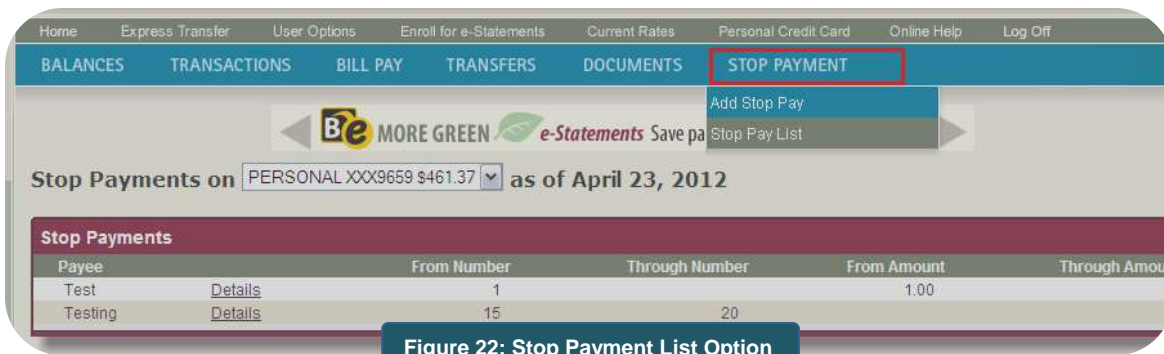 Home Express Transfer User Options Enroll for e-Statements Current Rates Personal Credit Card Online Help Log Off
BALANCES TRANSACTIONS BILL PAY TRANSFERS DOCUMENTS STOP PAYMENT
Add Stop Pay
Be MORE GREEN e-Statements Save pa Stop Pay List
Stop Payments on PERSONAL XXX9659 $461.37 as of April 23, 2012
Stop Payments
Payee From Number Through Number From Amount Through Amou
Test Details 1 1.00
Testing Details 15 20
Figure 22: Stop Payment List Option